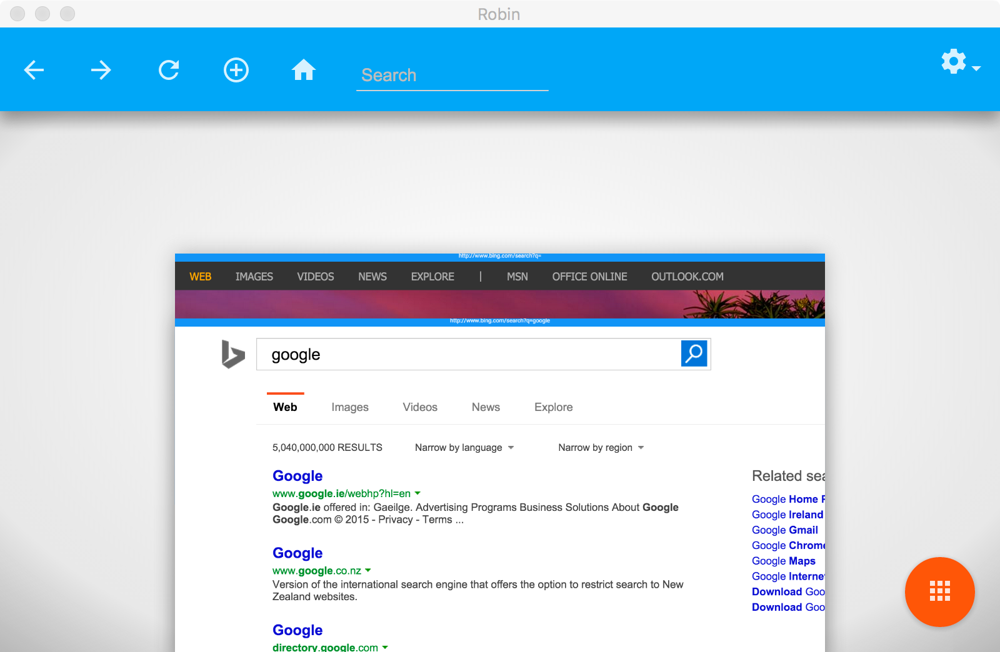 Robin
Search
http://www.bing.com/search?q=
WEB IMAGES VIDEOS NEWS EXPLORE | MSN OFFICE ONLINE OUTLOOK.COM
http://www.bing.com/search?q=google
google
Web Images Videos News Explore
5,040,000,000 RESULTS Narrow by language Narrow by region
Google
www.google.ie/webhp?hl=en
Google.ie offered in: Gaeilge. Advertising Programs Business Solutions About Google
Google.com © 2015 - Privacy - Terms ...
Google
www.google.co.nz
Version of the international search engine that offers the option to restrict search to New
Zealand websites.
Google
directory.google.com
Related sea
Google Home
Google Ireland
Google Gmail
Google Chrome
Google Maps
Google Interne
Download Goo
Download Goo